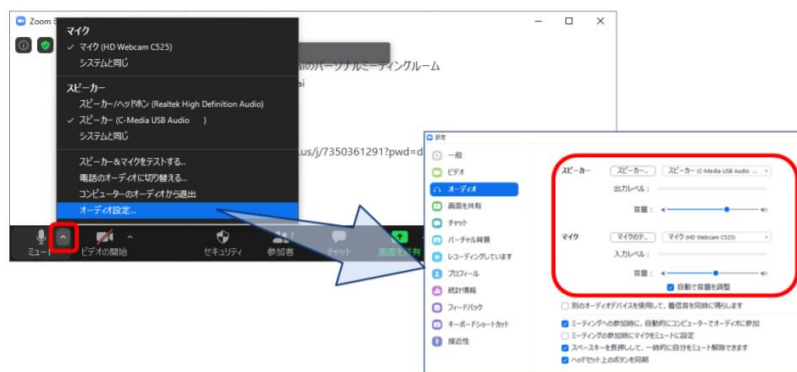 Zoom
マイク
マイク (HD Webcam C525)
システムと同じ
スピーカー
スピーカー/ヘッドホン (Realtek High Definition Audio)
スピーカー (C-Media USB Audio )
システムと同じ
スピーカー&マイクをテストする...
電話のオーディオに切り替える...
コンピューターのオーディオから退出
オーディオ設定...
のパーソナルミーティングルーム
ai
.us/j/7350361291?pwd=d
ミュート
ビデオの開始
セキュリティ
参加者
チャット
画面を共有
設定
一般
ビデオ
オーディオ
画面を共有
チャット
バーチャル背景
レコーディングしています
プロフィール
統計情報
フィードバック
キーボードショートカット
接近性
スピーカー
スピーカー...
スピーカー (C-Media USB Audio ...
出力レベル:
音量:
マイク
マイクのテ...
マイク (HD Webcam C525)
入力レベル:
音量:
自動で音量を調整
別のオーディオデバイスを使用して、着信音を同時に鳴らします
ミーティングへの参加時に、自動的にコンピューターでオーディオに参加
ミーティングの参加時にマイクをミュートに設定
スペースキーを長押しして、一時的に自分をミュート解除できます
ヘッドセット上のボタンを同期